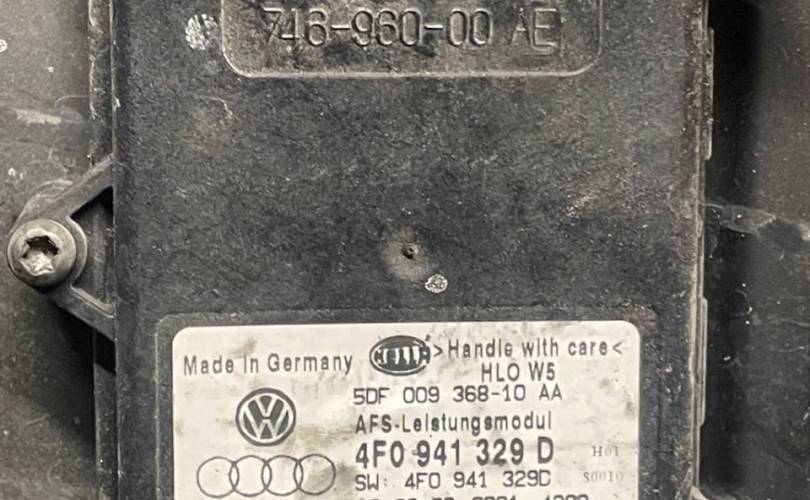 746-960-00 AE
Made in Germany HELLA >Handle with care<
HLO W5
5DF 009 368-10 AA
AFS-Leistungsmodul
4F0 941 329 D H01
SW: 4F0 941 329D S0010